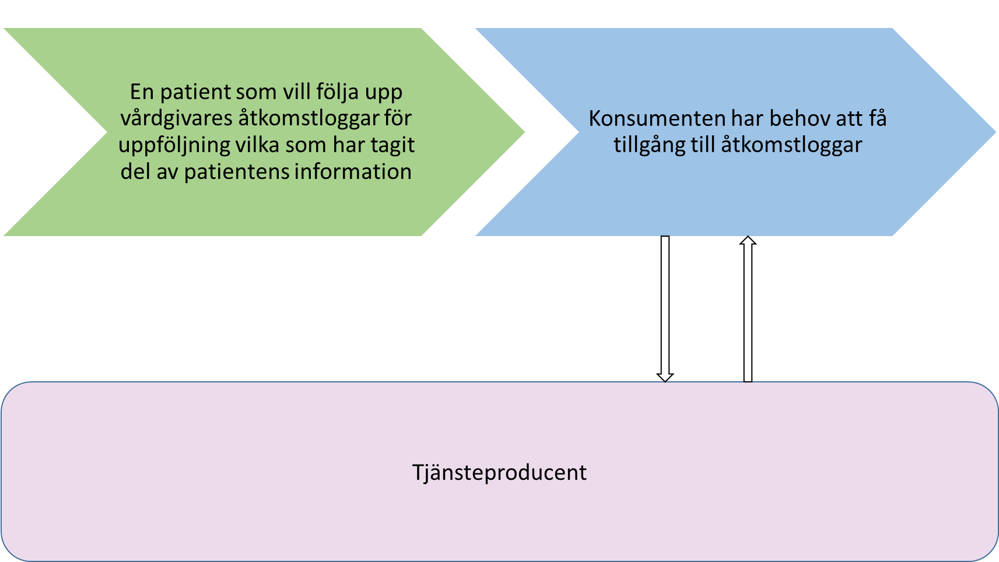 En patient som vill följa upp
vårdgivares åtkomstloggar för
uppföljning vilka som har tagit
del av patientens information
Konsumenten har behov att få
tillgång till åtkomstloggar
Tjänsteproducent